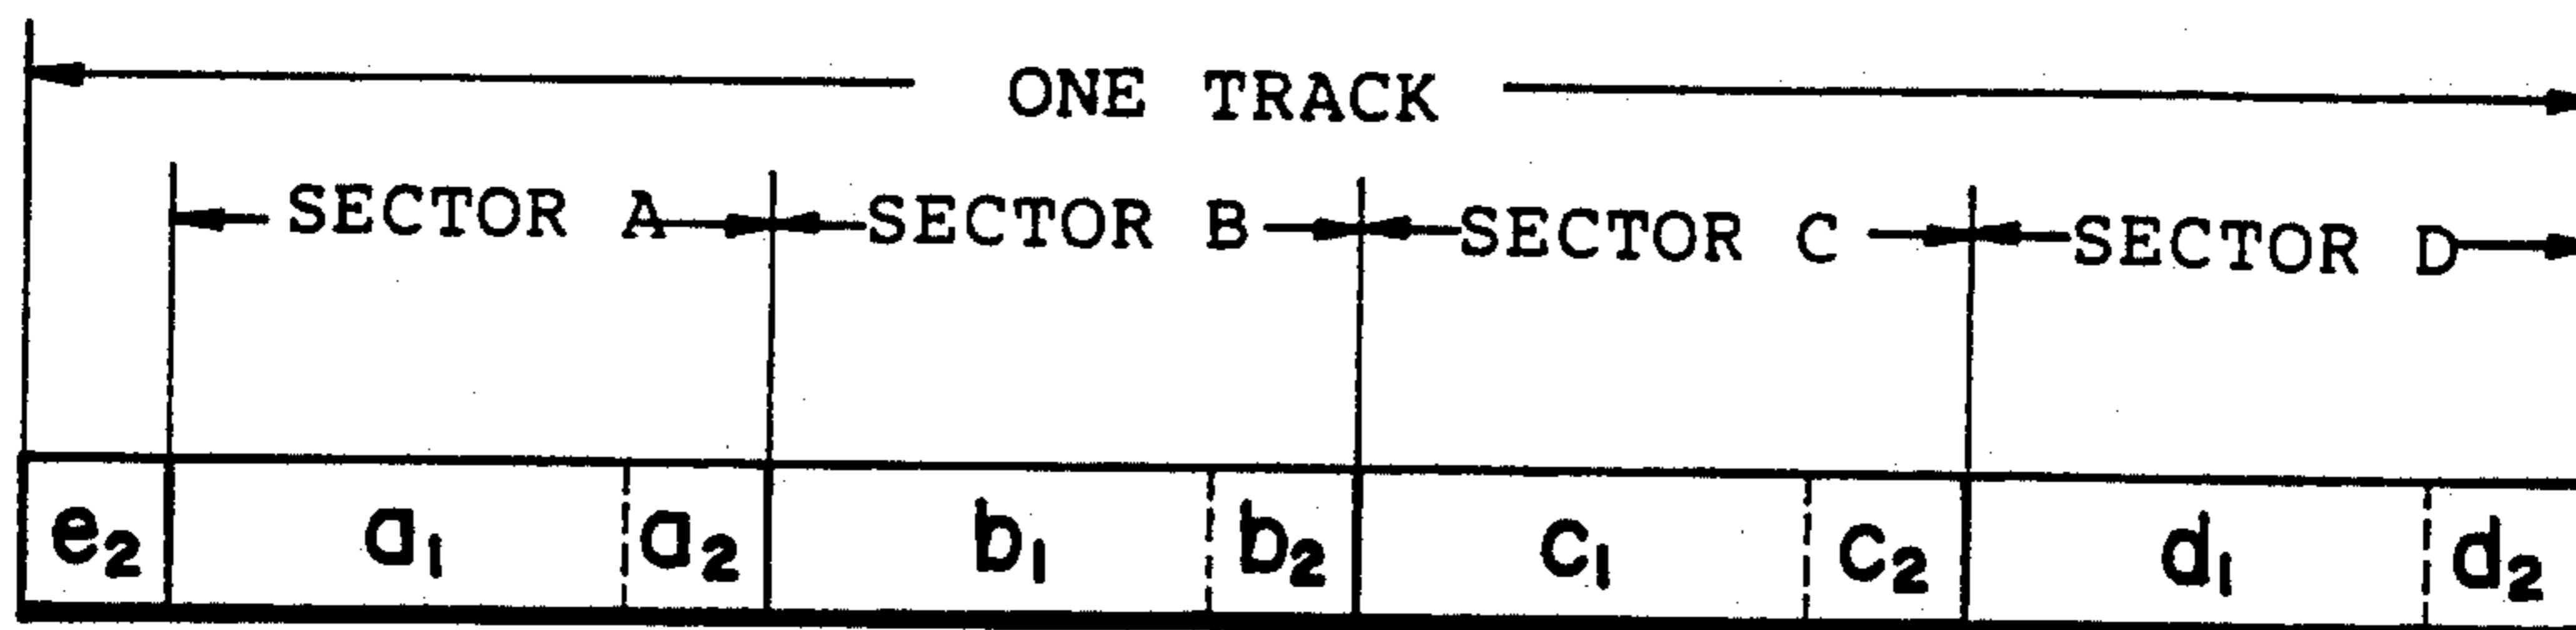 ONE TRACK
SECTOR A SECTOR B SECTOR C SECTOR D
e₂ a₁ a₂ b₁ b₂ c₁ c₂ d₁ d₂